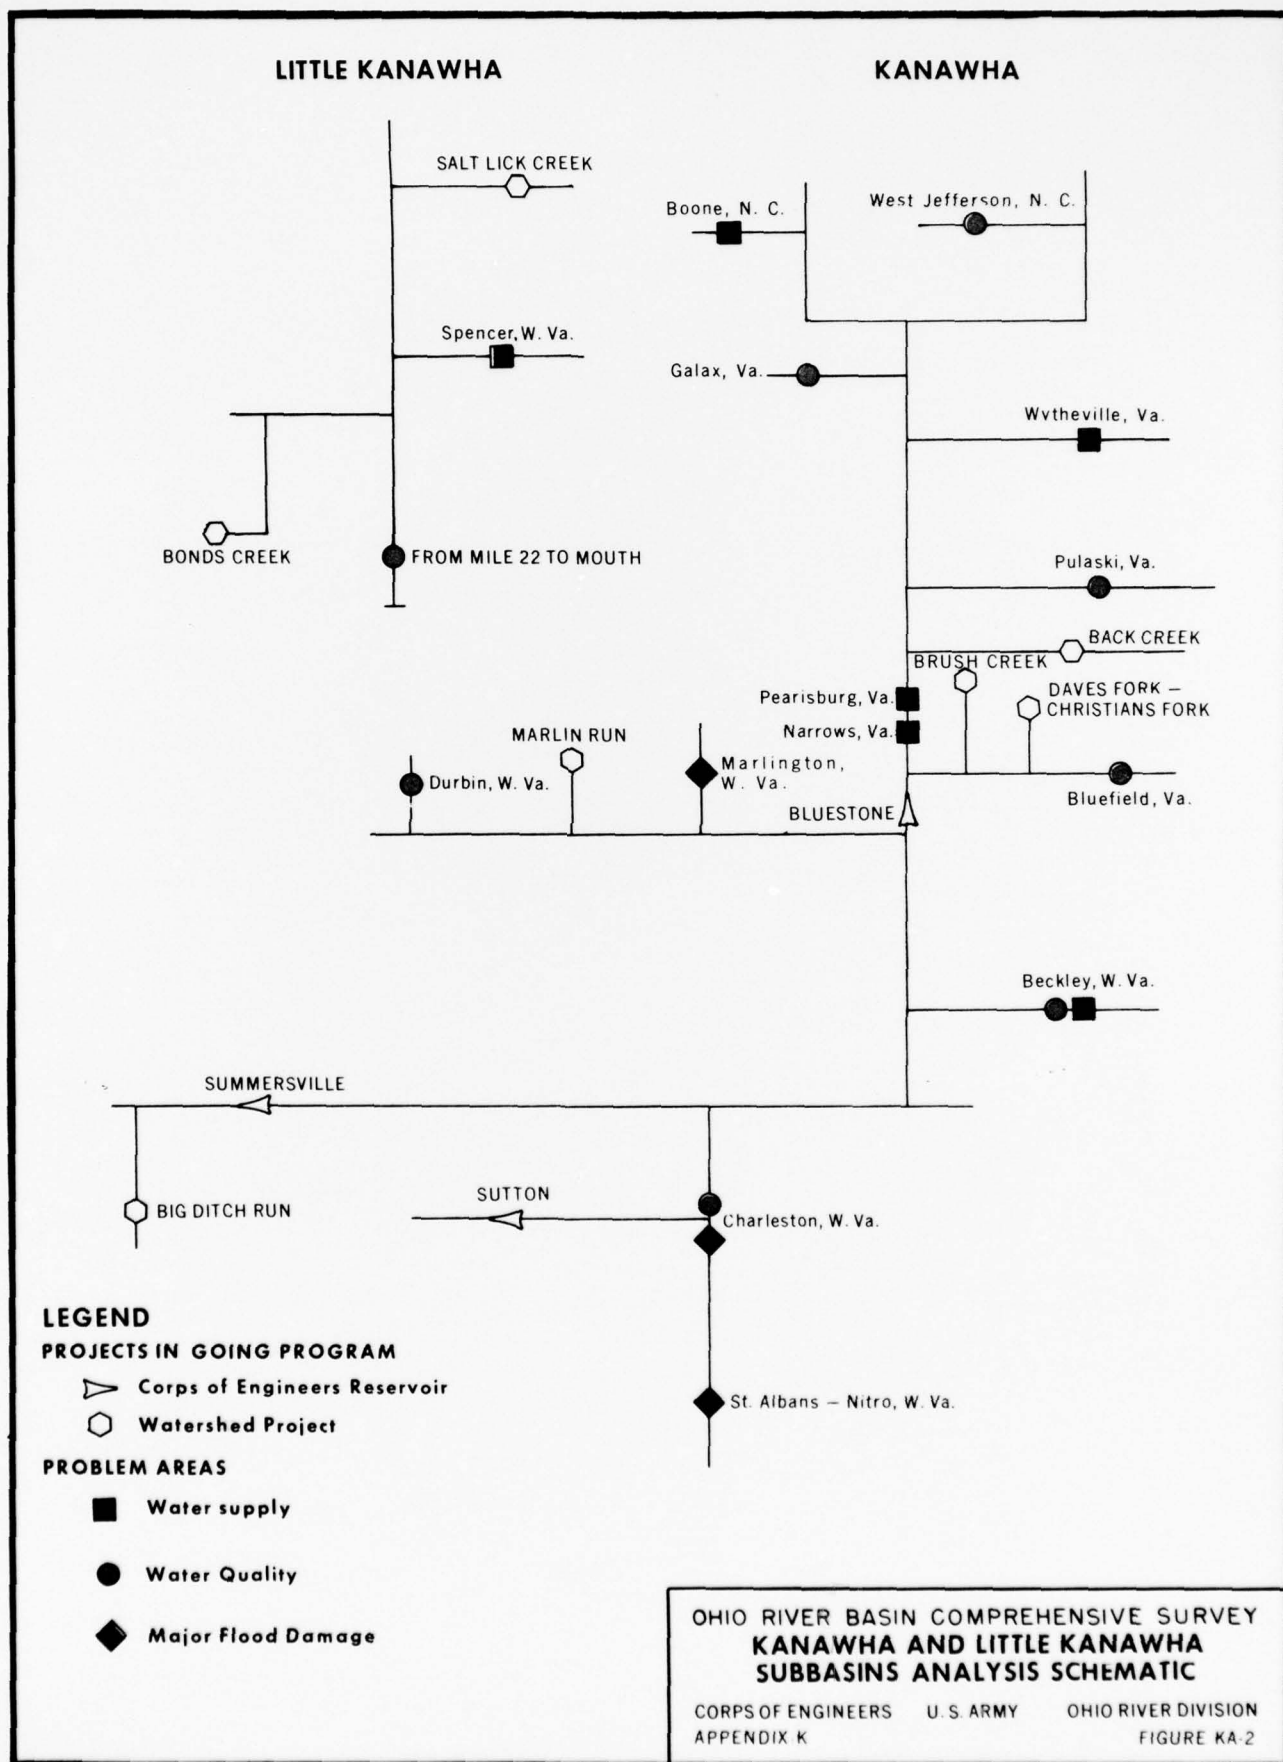 LITTLE KANAWHA
KANAWHA
SALT LICK CREEK
Boone, N. C.
West Jefferson, N. C.
Spencer, W. Va.
Galax, Va.
Wvtheville, Va.
BONDS CREEK
FROM MILE 22 TO MOUTH
Pulaski, Va.
BACK CREEK
BRUSH CREEK
Pearisburg, Va.
DAVES FORK –
CHRISTIANS FORK
Narrows, Va.
MARLIN RUN
Durbin, W. Va.
Marlington,
W. Va.
BLUESTONE
Bluefield, Va.
Beckley, W. Va.
SUMMERSVILLE
BIG DITCH RUN
SUTTON
Charleston, W. Va.
St. Albans – Nitro, W. Va.
LEGEND
PROJECTS IN GOING PROGRAM
Corps of Engineers Reservoir
Watershed Project
PROBLEM AREAS
Water supply
Water Quality
Major Flood Damage
OHIO RIVER BASIN COMPREHENSIVE SURVEY
KANAWHA AND LITTLE KANAWHA
SUBBASINS ANALYSIS SCHEMATIC
CORPS OF ENGINEERS U. S. ARMY OHIO RIVER DIVISION
APPENDIX K FIGURE KA-2